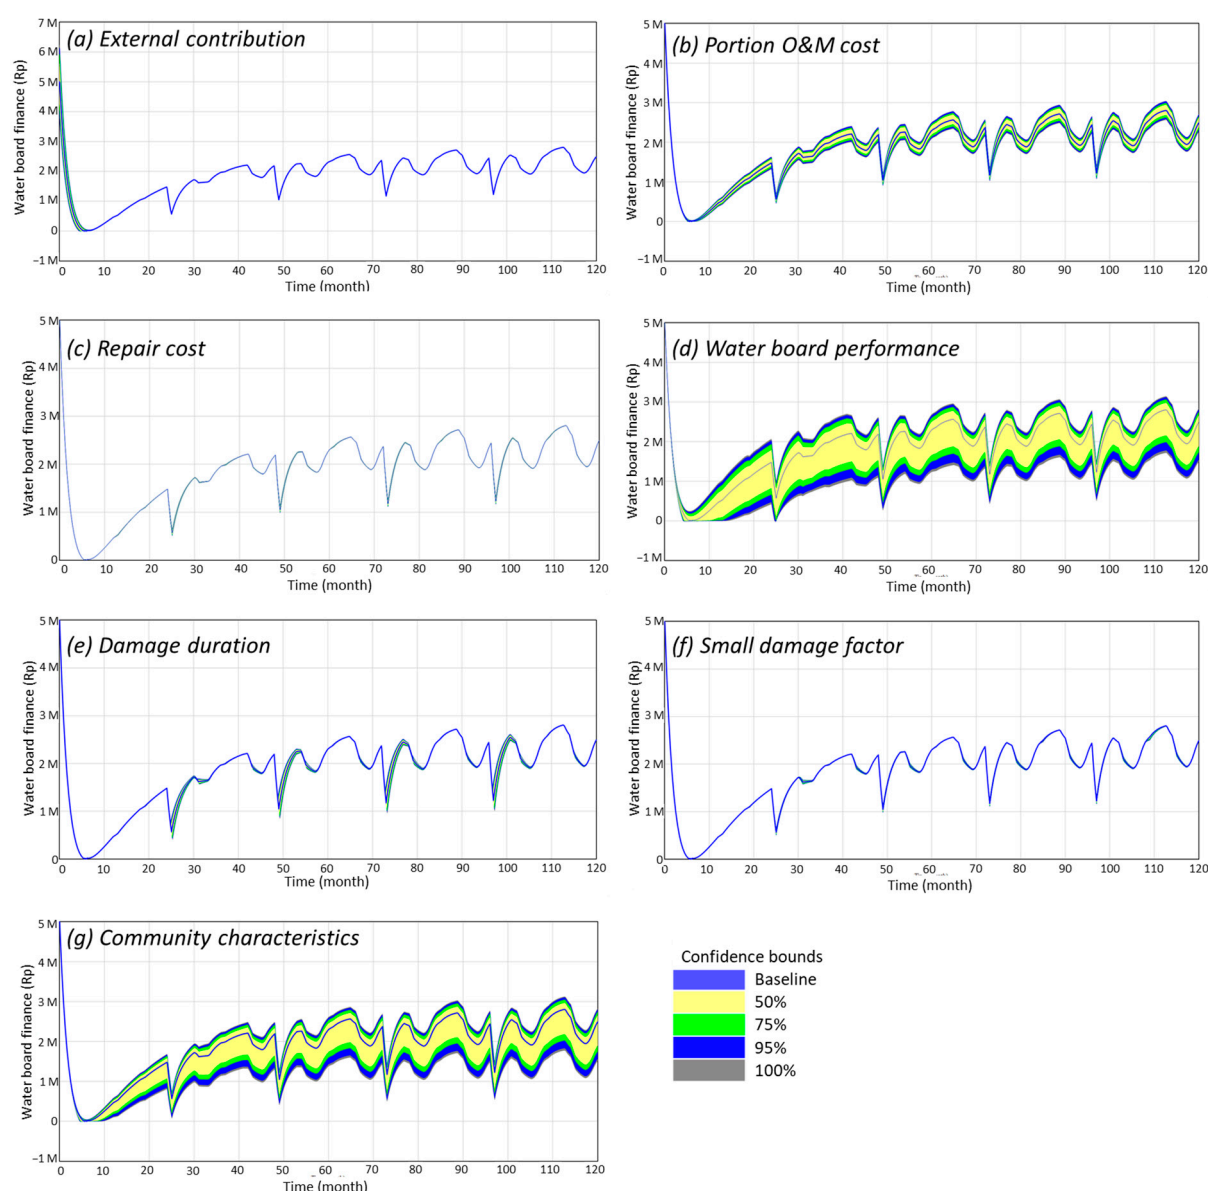 (a) External contribution
Water board finance (Rp)
7 M
6 M
5 M
4 M
3 M
2 M
1 M
0
–1 M
0 10 20 30 40 50 60 70 80 90 100 110 120
Time (month)
(b) Portion O&M cost
Water board finance (Rp)
5 M
4 M
3 M
2 M
1 M
0
–1 M
0 10 20 30 40 50 60 70 80 90 100 110 120
Time (month)
(c) Repair cost
Water board finance (Rp)
5 M
4 M
3 M
2 M
1 M
0
0 10 20 30 40 50 60 70 80 90 100 110 120
Time (month)
(d) Water board performance
Water board finance (Rp)
5 M
4 M
3 M
2 M
1 M
0
–1 M
0 10 20 30 40 50 60 70 80 90 100 110 120
Time (month)
(e) Damage duration
Water board finance (Rp)
5 M
4 M
3 M
2 M
1 M
0
0 10 20 30 40 50 60 70 80 90 100 110 120
Time (month)
(f) Small damage factor
Water board finance (Rp)
5 M
4 M
3 M
2 M
1 M
0
0 10 20 30 40 50 60 70 80 90 100 110 120
Time (month)
(g) Community characteristics
Water board finance (Rp)
5 M
4 M
3 M
2 M
1 M
0
–1 M
0 10 20 30 40 50 60 70 80 90 100 110 120
Time (month)
Confidence bounds
Baseline
50%
75%
95%
100%